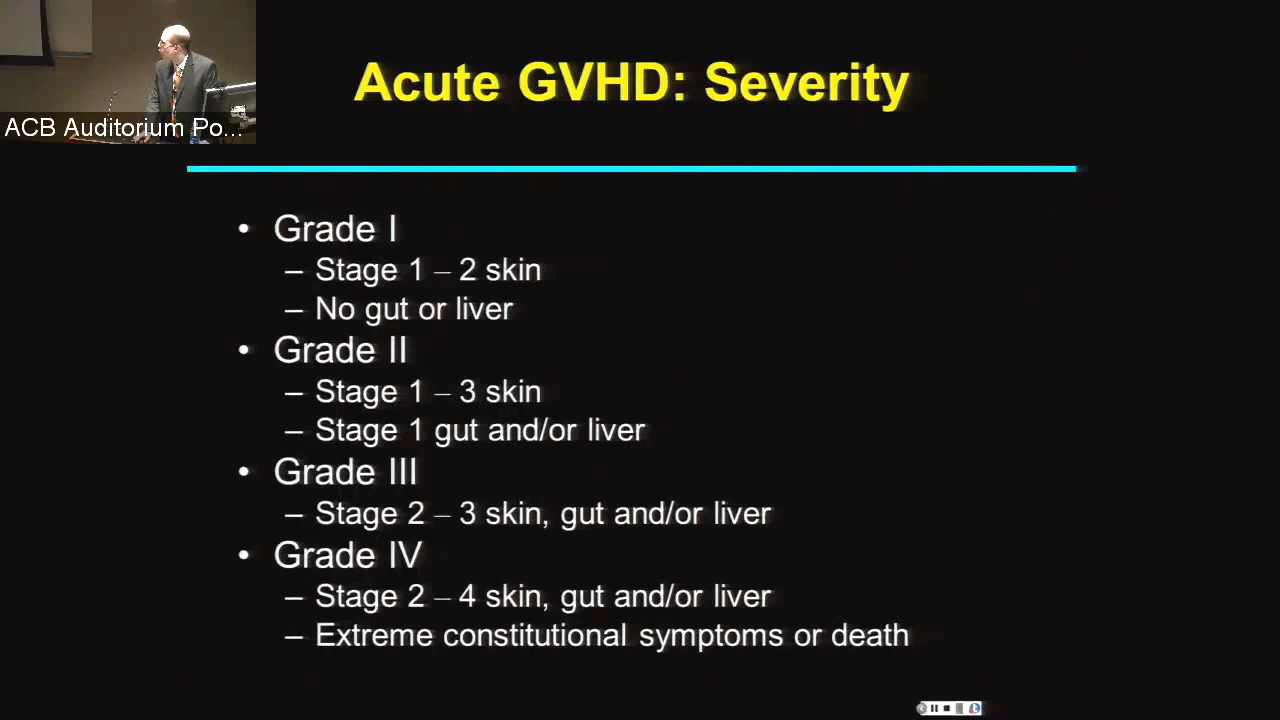 Acute GVHD: Severity
ACB Auditorium Po...
• Grade I
– Stage 1 – 2 skin
– No gut or liver
• Grade II
– Stage 1 – 3 skin
– Stage 1 gut and/or liver
• Grade III
– Stage 2 – 3 skin, gut and/or liver
• Grade IV
– Stage 2 – 4 skin, gut and/or liver
– Extreme constitutional symptoms or death